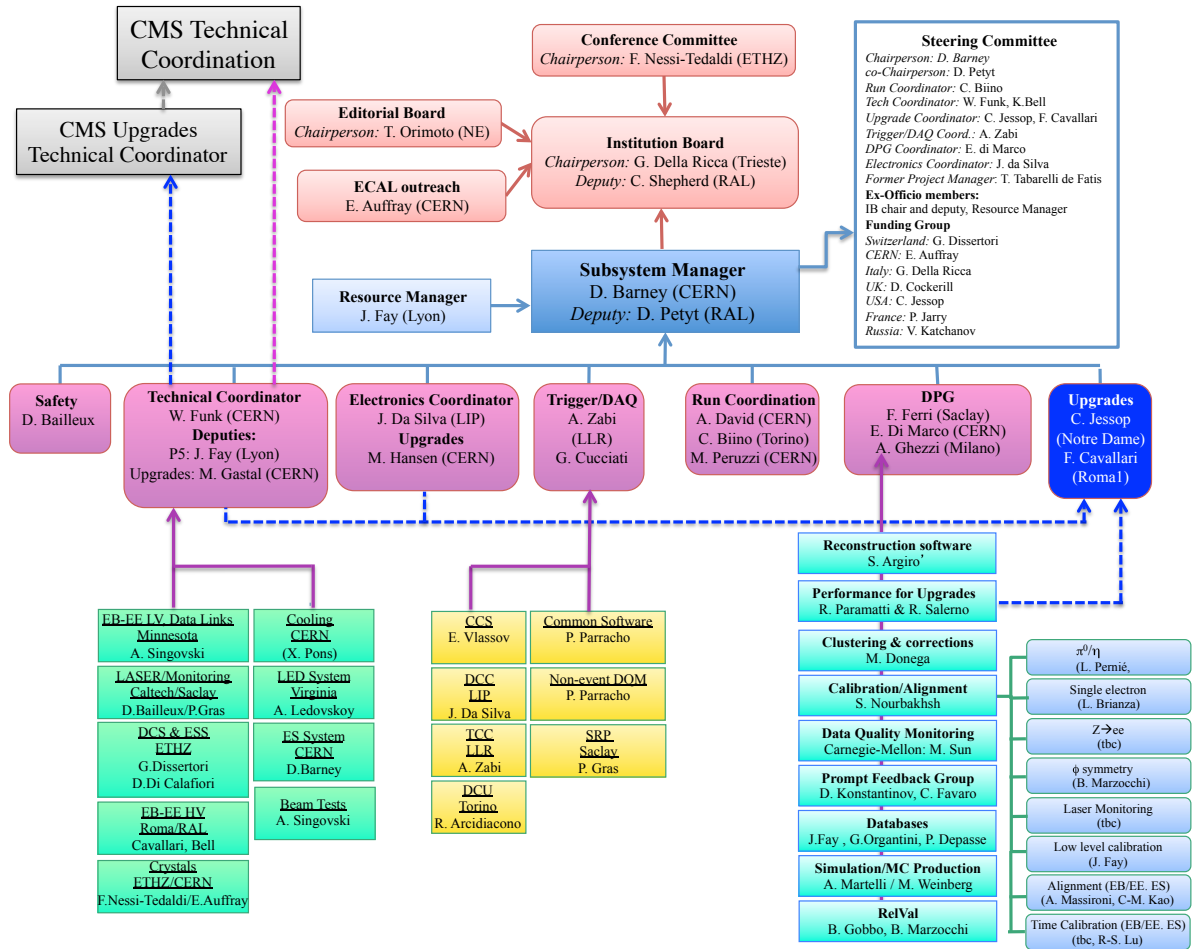 CMS Technical
Coordination
CMS Upgrades
Technical Coordinator
Conference Committee
Chairperson: F. Nessi-Tedaldi (ETHZ)
Editorial Board
Chairperson: T. Orimoto (NE)
ECAL outreach
E. Auffray (CERN)
Institution Board
Chairperson: G. Della Ricca (Trieste)
Deputy: C. Shepherd (RAL)
Steering Committee
Chairperson: D. Barney
co-Chairperson: D. Petyt
Run Coordinator: C. Biino
Tech Coordinator: W. Funk, K.Bell
Upgrade Coordinator: C. Jessop, F. Cavallari
Trigger/DAQ Coord.: A. Zabi
DPG Coordinator: E. di Marco
Electronics Coordinator: J. da Silva
Former Project Manager: T. Tabarelli de Fatis
Ex-Officio members:
IB chair and deputy, Resource Manager
Funding Group
Switzerland: G. Dissertori
CERN: E. Auffray
Italy: G. Della Ricca
UK: D. Cockerill
USA: C. Jessop
France: P. Jarry
Russia: V. Katchanov
Resource Manager
J. Fay (Lyon)
Subsystem Manager
D. Barney (CERN)
Deputy: D. Petyt (RAL)
Safety
D. Bailleux
Technical Coordinator
W. Funk (CERN)
Deputies:
P5: J. Fay (Lyon)
Upgrades: M. Gastal (CERN)
Electronics Coordinator
J. Da Silva (LIP)
Upgrades
M. Hansen (CERN)
Trigger/DAQ
A. Zabi
(LLR)
G. Cucciati
Run Coordination
A. David (CERN)
C. Biino (Torino)
M. Peruzzi (CERN)
DPG
F. Ferri (Saclay)
E. Di Marco (CERN)
A. Ghezzi (Milano)
Upgrades
C. Jessop
(Notre Dame)
F. Cavallari
(Roma1)
EB-EE LV, Data Links
Minnesota
A. Singovski
LASER/Monitoring
Caltech/Saclay
D.Bailleux/P.Gras
DCS & ESS
ETHZ
G.Dissertori
D.Di Calafiori
EB-EE HV
Roma/RAL
Cavallari, Bell
Crystals
ETHZ/CERN
F.Nessi-Tedaldi/E.Auffray
Cooling
CERN
(X. Pons)
LED System
Virginia
A. Ledovskoy
ES System
CERN
D.Barney
Beam Tests
A. Singovski
CCS
E. Vlassov
DCC
LIP
J. Da Silva
TCC
LLR
A. Zabi
DCU
Torino
R. Arcidiacono
Common Software
P. Parracho
Non-event DQM
P. Parracho
SRP
Saclay
P. Gras
Reconstruction software
S. Argiro'
Performance for Upgrades
R. Paramatti & R. Salerno
Clustering & corrections
M. Donega
Calibration/Alignment
S. Nourbakhsh
Data Quality Monitoring
Carnegie-Mellon: M. Sun
Prompt Feedback Group
D. Konstantinov, C. Favaro
Databases
J.Fay , G.Organtini, P. Depasse
Simulation/MC Production
A. Martelli / M. Weinberg
RelVal
B. Gobbo, B. Marzocchi
π⁰/η
(L. Pernié,
Single electron
(L. Brianza)
Z→ee
(tbc)
ϕ symmetry
(B. Marzocchi)
Laser Monitoring
(tbc)
Low level calibration
(J. Fay)
Alignment (EB/EE. ES)
(A. Massironi, C-M. Kao)
Time Calibration (EB/EE. ES)
(tbc, R-S. Lu)